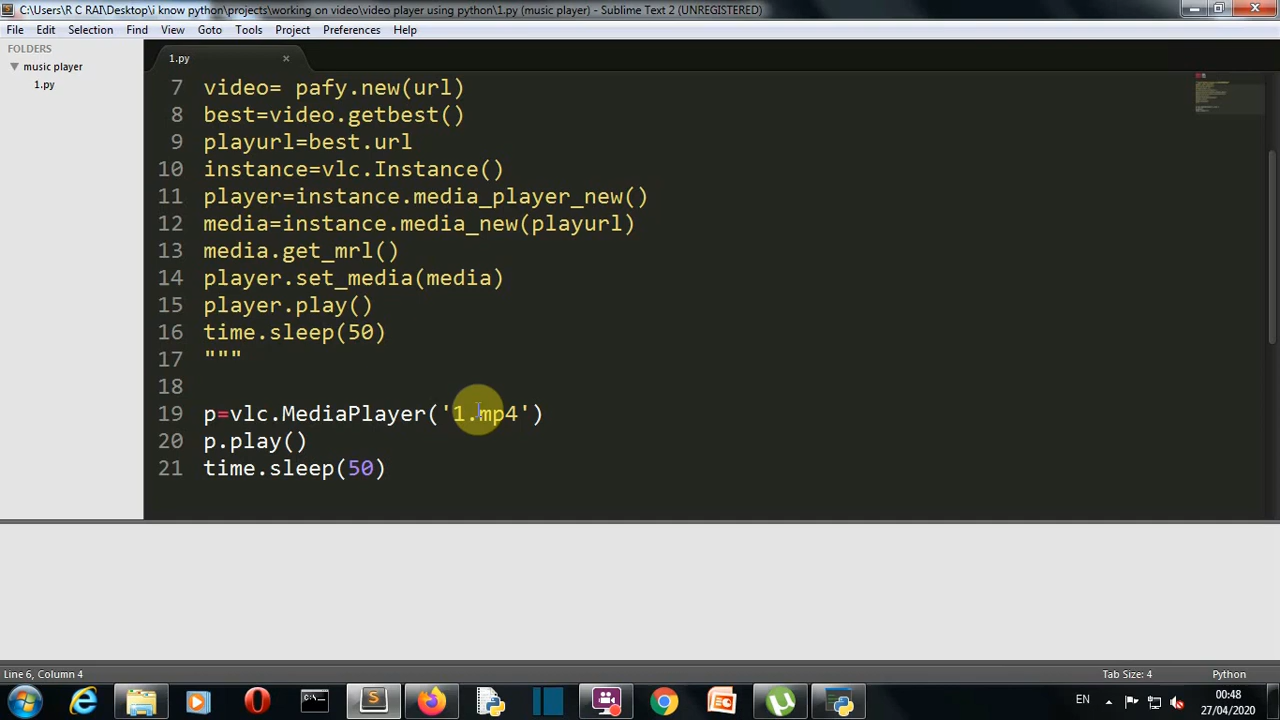 C:\Users\R C RAI\Desktop\i know python\projects\working on video\video player using python\1.py (music player) - Sublime Text 2 (UNREGISTERED)
File Edit Selection Find View Goto Tools Project Preferences Help
FOLDERS
music player
1.py
1.py ×
7 video= pafy.new(url)
8 best=video.getbest()
9 playurl=best.url
10 instance=vlc.Instance()
11 player=instance.media_player_new()
12 media=instance.media_new(playurl)
13 media.get_mrl()
14 player.set_media(media)
15 player.play()
16 time.sleep(50)
17 """
18
19 p=vlc.MediaPlayer('1.mp4')
20 p.play()
21 time.sleep(50)
Line 6, Column 4
Tab Size: 4
Python
EN
00:48
27/04/2020